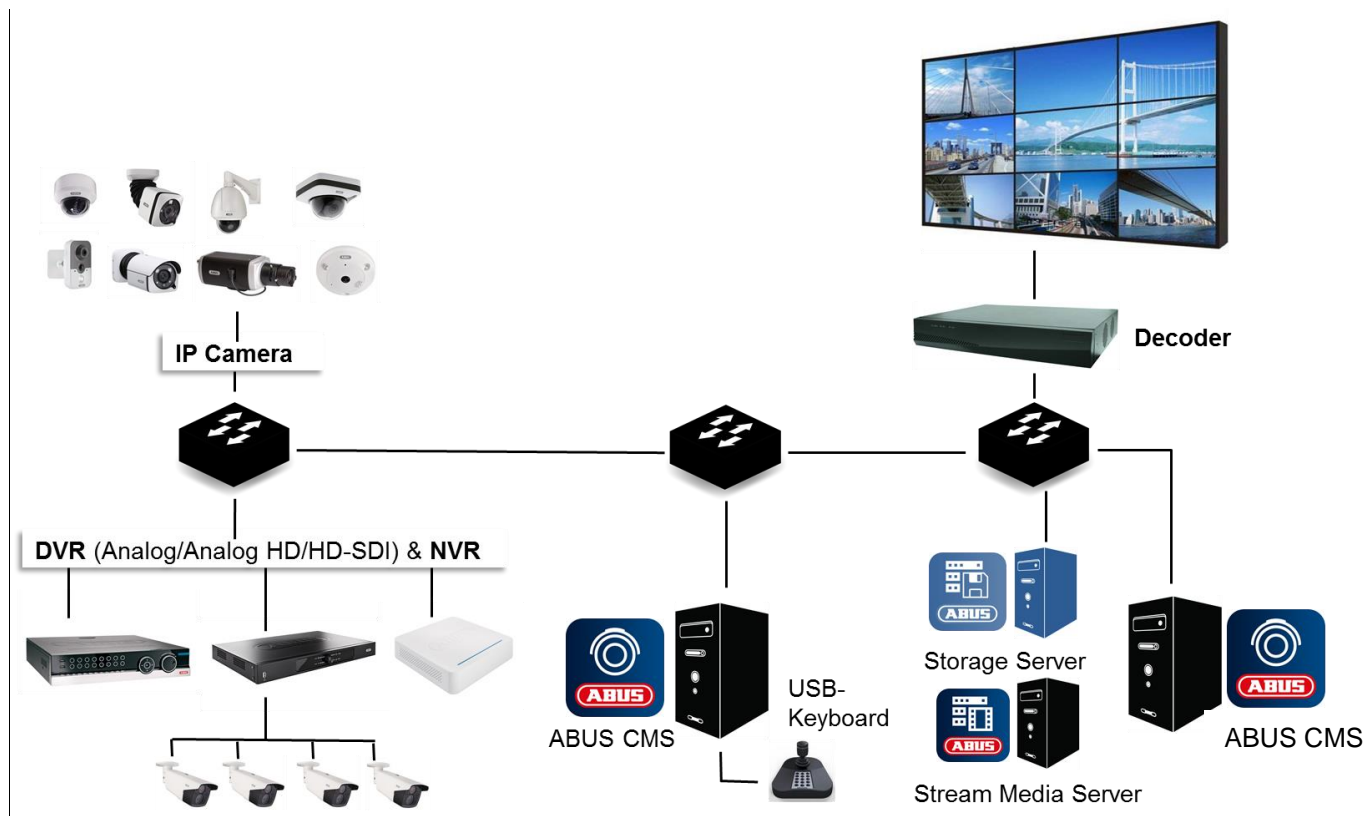 IP Camera
Decoder
DVR (Analog/Analog HD/HD-SDI) & NVR
ABUS
ABUS CMS
USB-
Keyboard
ABUS
Storage Server
ABUS
Stream Media Server
ABUS
ABUS CMS